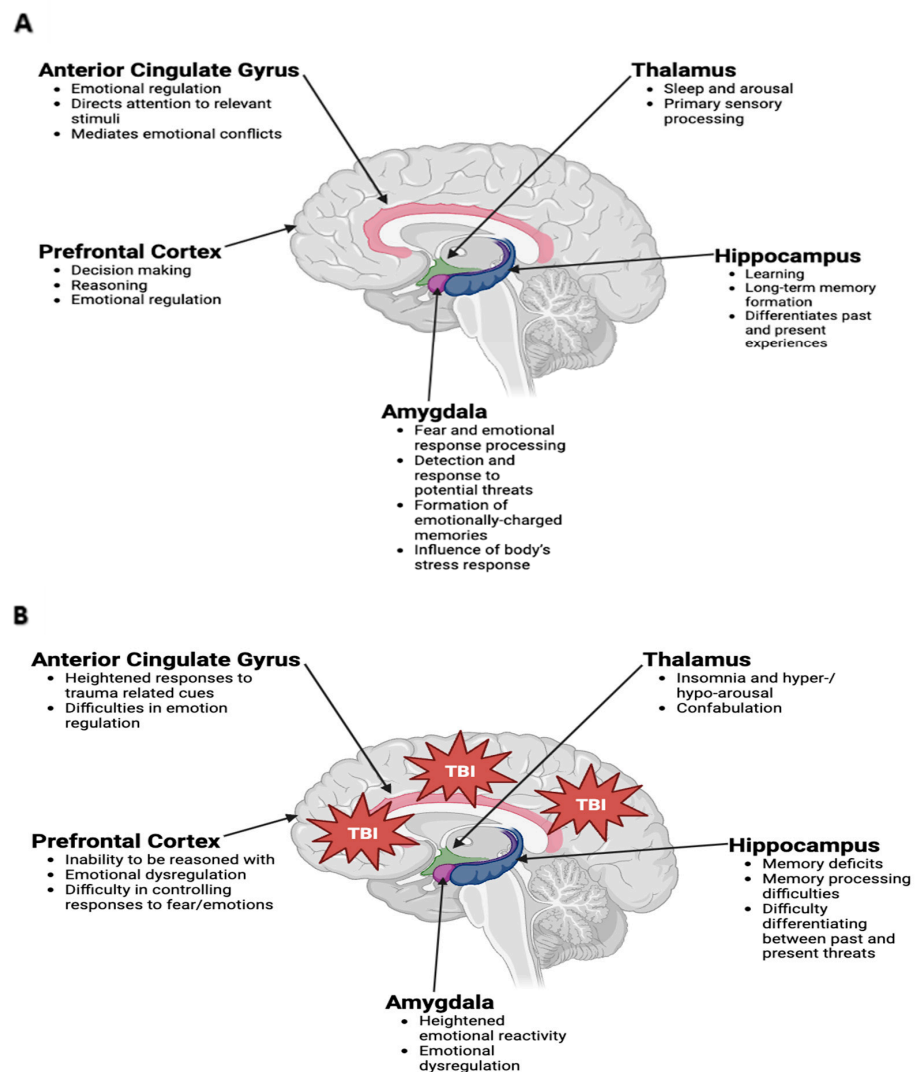 A
Anterior Cingulate Gyrus
• Emotional regulation
• Directs attention to relevant
stimuli
• Mediates emotional conflicts
Thalamus
• Sleep and arousal
• Primary sensory
processing
Prefrontal Cortex
• Decision making
• Reasoning
• Emotional regulation
Hippocampus
• Learning
• Long-term memory
formation
• Differentiates past
and present
experiences
Amygdala
• Fear and emotional
response processing
• Detection and
response to
potential threats
• Formation of
emotionally-charged
memories
• Influence of body's
stress response
B
Anterior Cingulate Gyrus
• Heightened responses to
trauma related cues
• Difficulties in emotion
regulation
Thalamus
• Insomnia and hyper-/
hypo-arousal
• Confabulation
TBI
TBI
TBI
Prefrontal Cortex
• Inability to be reasoned with
• Emotional dysregulation
• Difficulty in controlling
responses to fear/emotions
Hippocampus
• Memory deficits
• Memory processing
difficulties
• Difficulty
differentiating
between past and
present threats
Amygdala
• Heightened
emotional reactivity
• Emotional
dysregulation